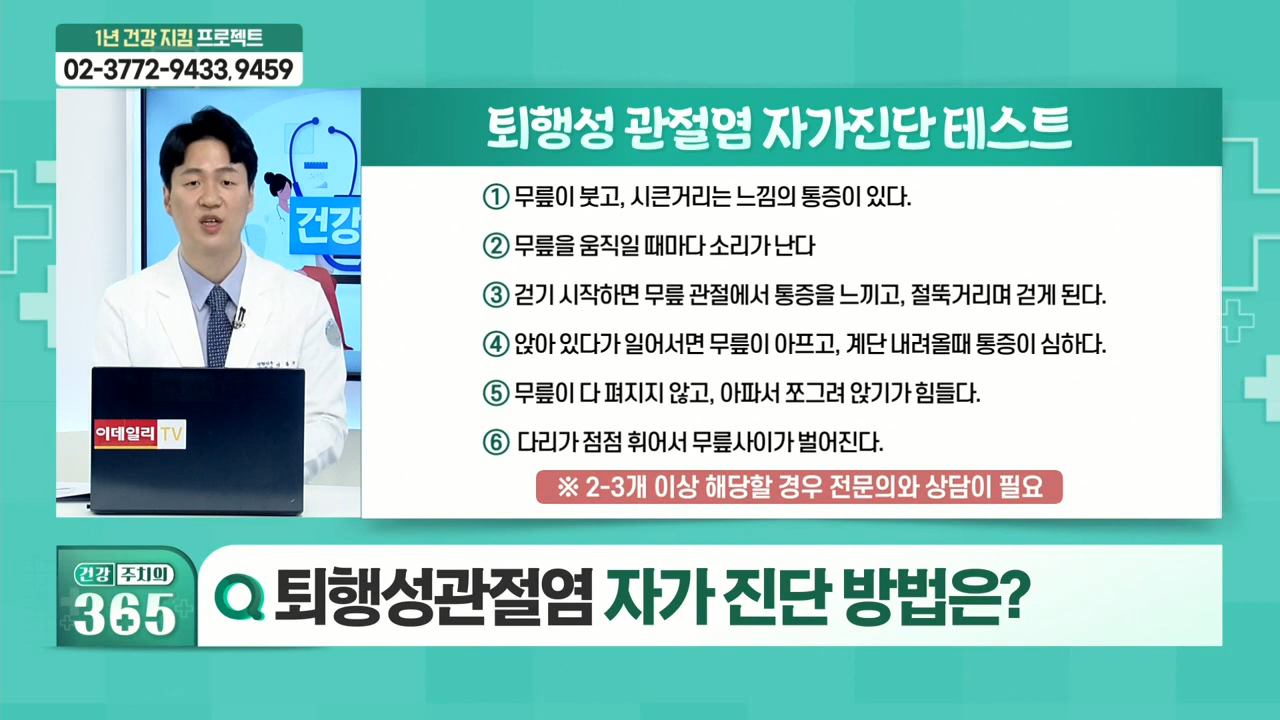 1년 건강 지킴 프로젝트
02-3772-9433, 9459
건강
이데일리 TV
퇴행성 관절염 자가진단 테스트
① 무릎이 붓고, 시큰거리는 느낌의 통증이 있다.
② 무릎을 움직일 때마다 소리가 난다
③ 걷기 시작하면 무릎 관절에서 통증을 느끼고, 절뚝거리며 걷게 된다.
④ 앉아 있다가 일어서면 무릎이 아프고, 계단 내려올때 통증이 심하다.
⑤ 무릎이 다 펴지지 않고, 아파서 쪼그려 앉기가 힘들다.
⑥ 다리가 점점 휘어서 무릎사이가 벌어진다.
※ 2-3개 이상 해당할 경우 전문의와 상담이 필요
건강 주치의
365
Q 퇴행성관절염 자가 진단 방법은?